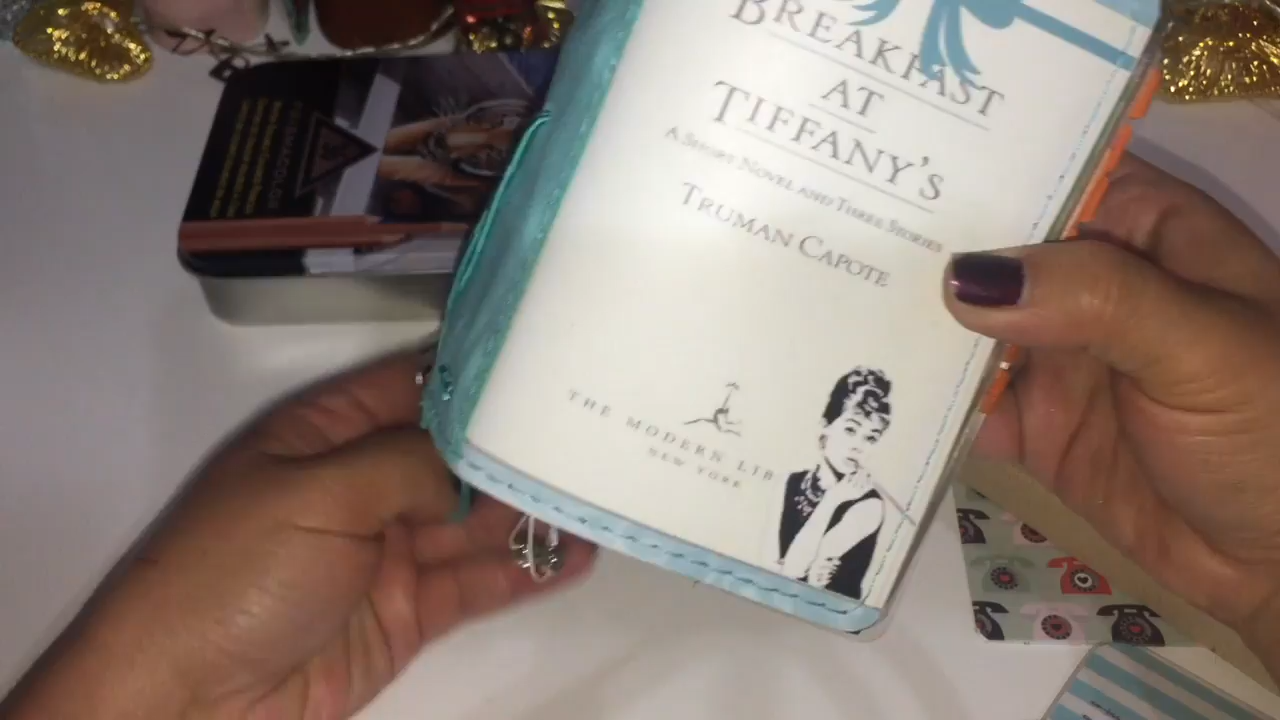 BREAKFAST
AT
TIFFANY'S
A SHORT NOVEL AND THREE STORIES
TRUMAN CAPOTE
THE MODERN LIB
NEW YORK